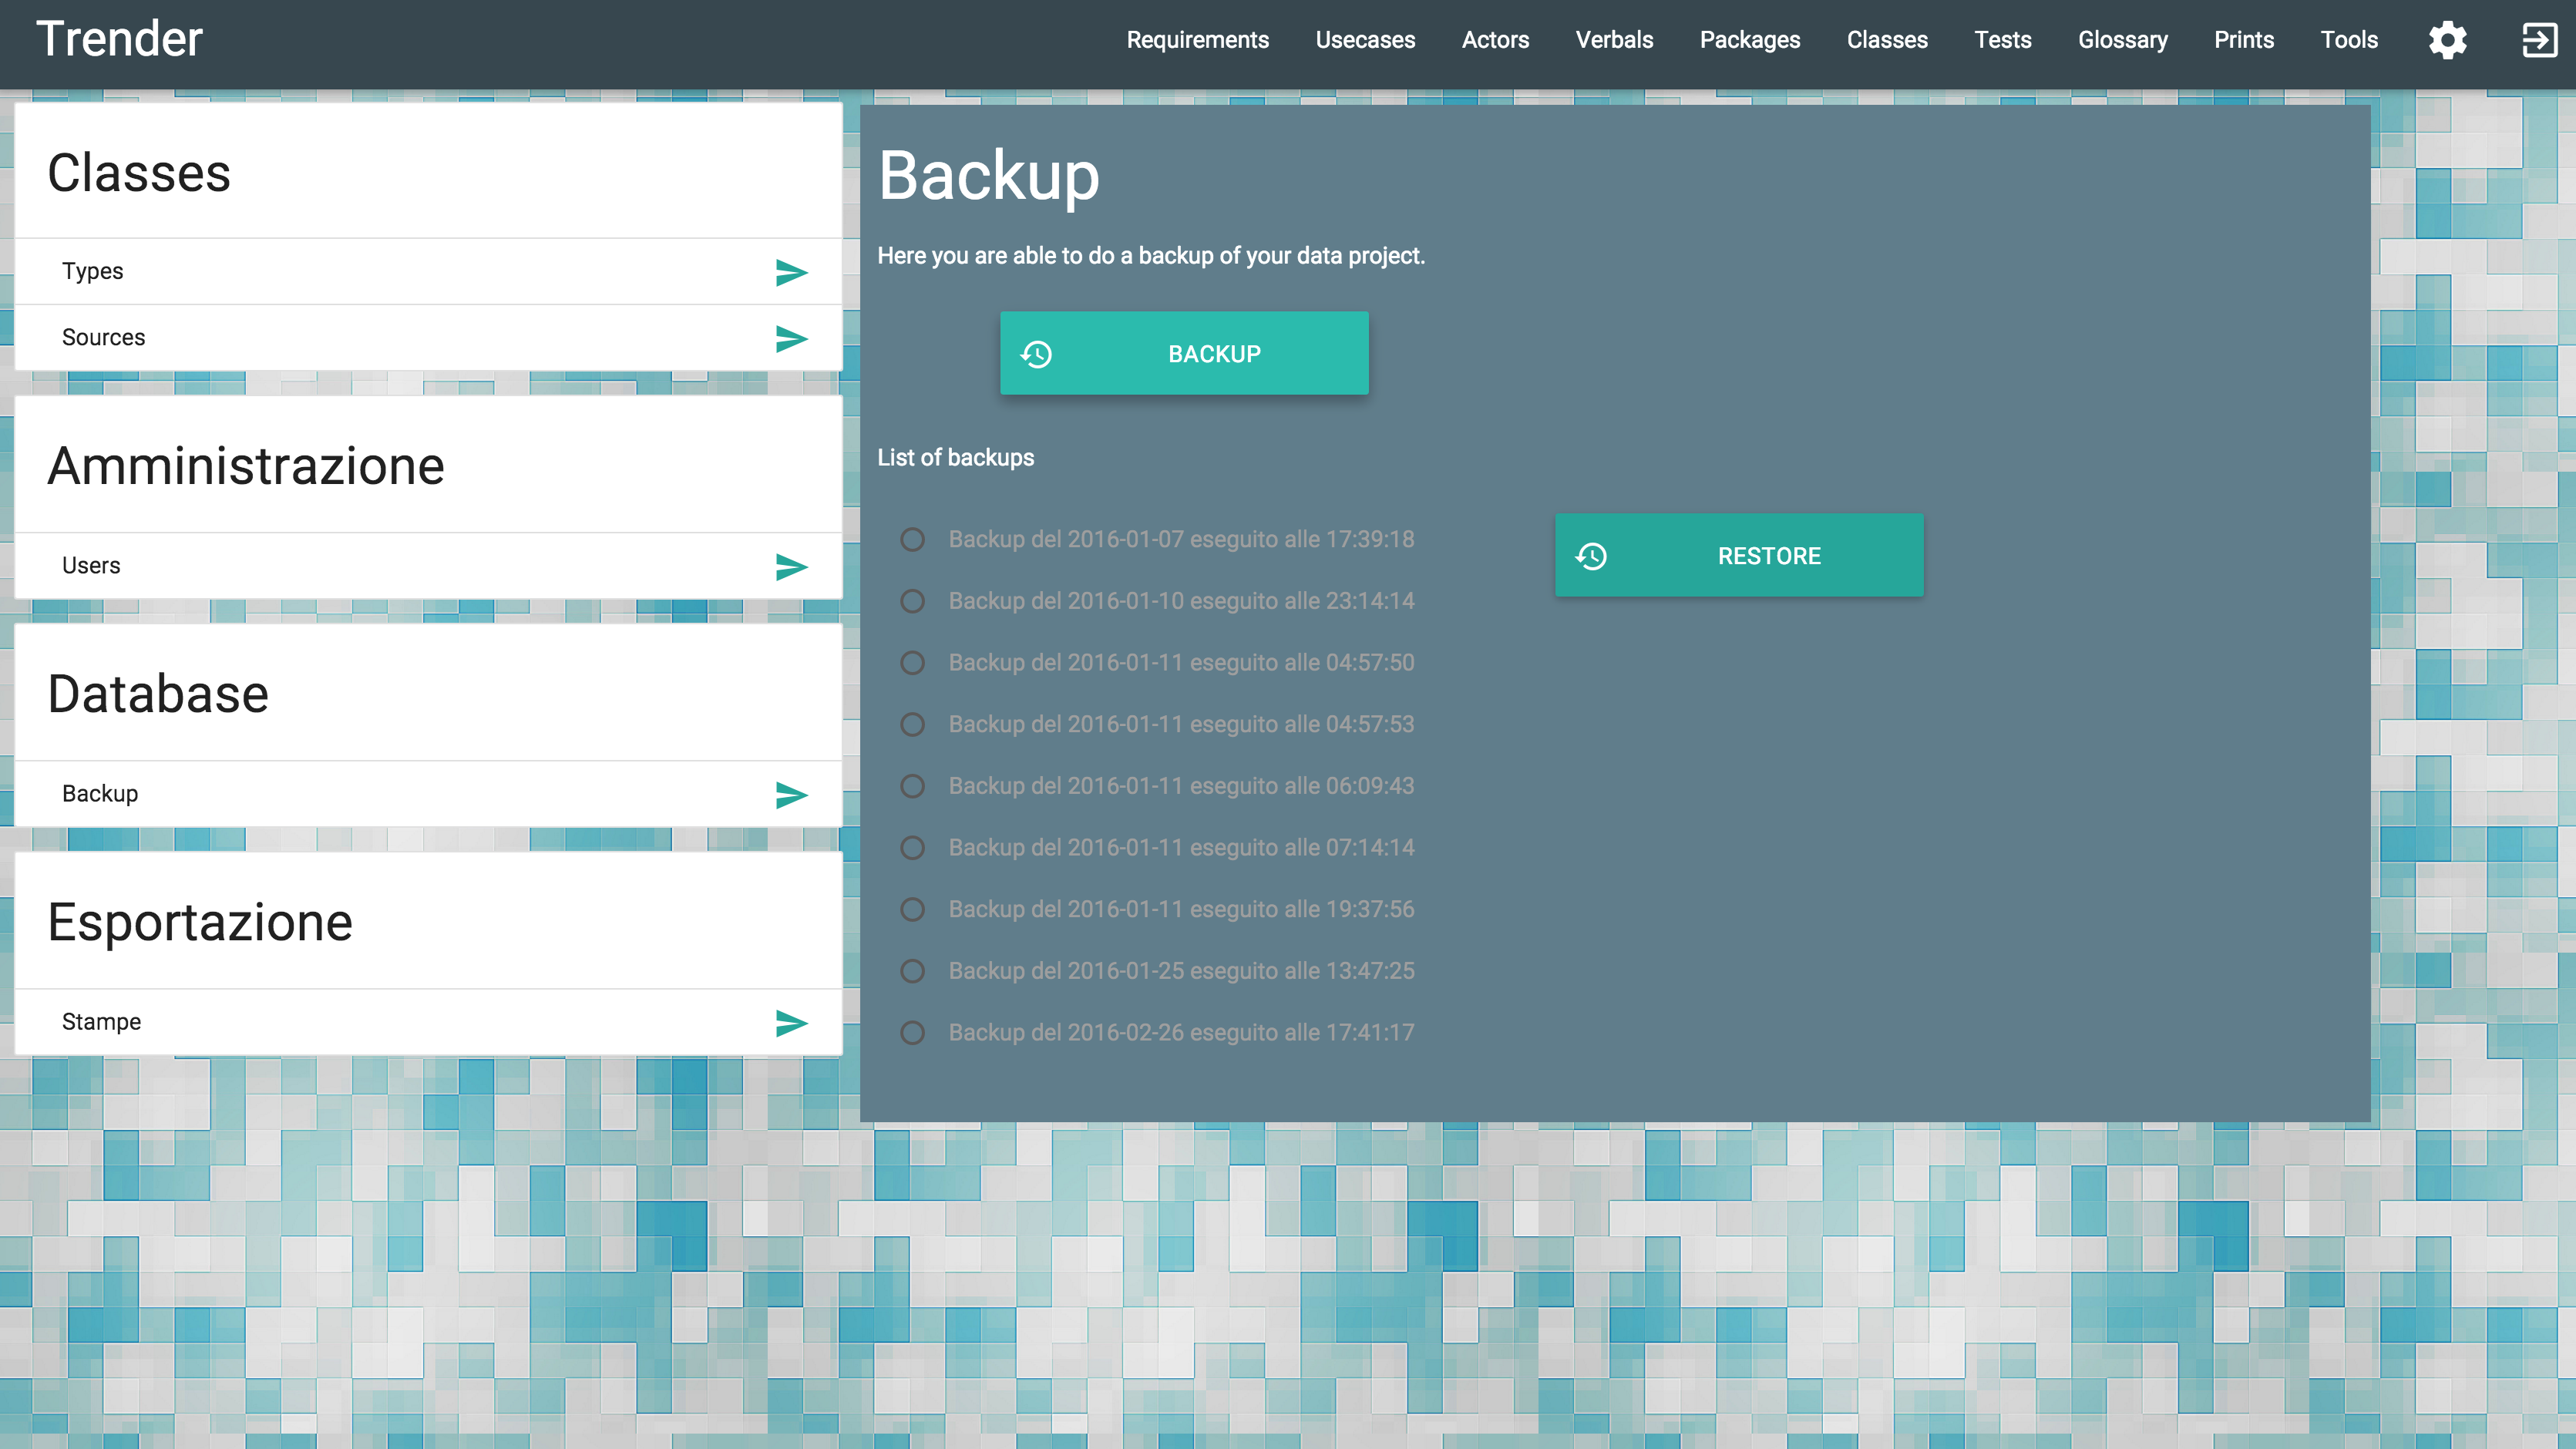 Trender
Requirements Usecases Actors Verbals Packages Classes Tests Glossary Prints Tools
Classes
Types
Sources
Amministrazione
Users
Database
Backup
Esportazione
Stampe
Backup
Here you are able to do a backup of your data project.
BACKUP
List of backups
Backup del 2016-01-07 eseguito alle 17:39:18
Backup del 2016-01-10 eseguito alle 23:14:14
Backup del 2016-01-11 eseguito alle 04:57:50
Backup del 2016-01-11 eseguito alle 04:57:53
Backup del 2016-01-11 eseguito alle 06:09:43
Backup del 2016-01-11 eseguito alle 07:14:14
Backup del 2016-01-11 eseguito alle 19:37:56
Backup del 2016-01-25 eseguito alle 13:47:25
Backup del 2016-02-26 eseguito alle 17:41:17
RESTORE